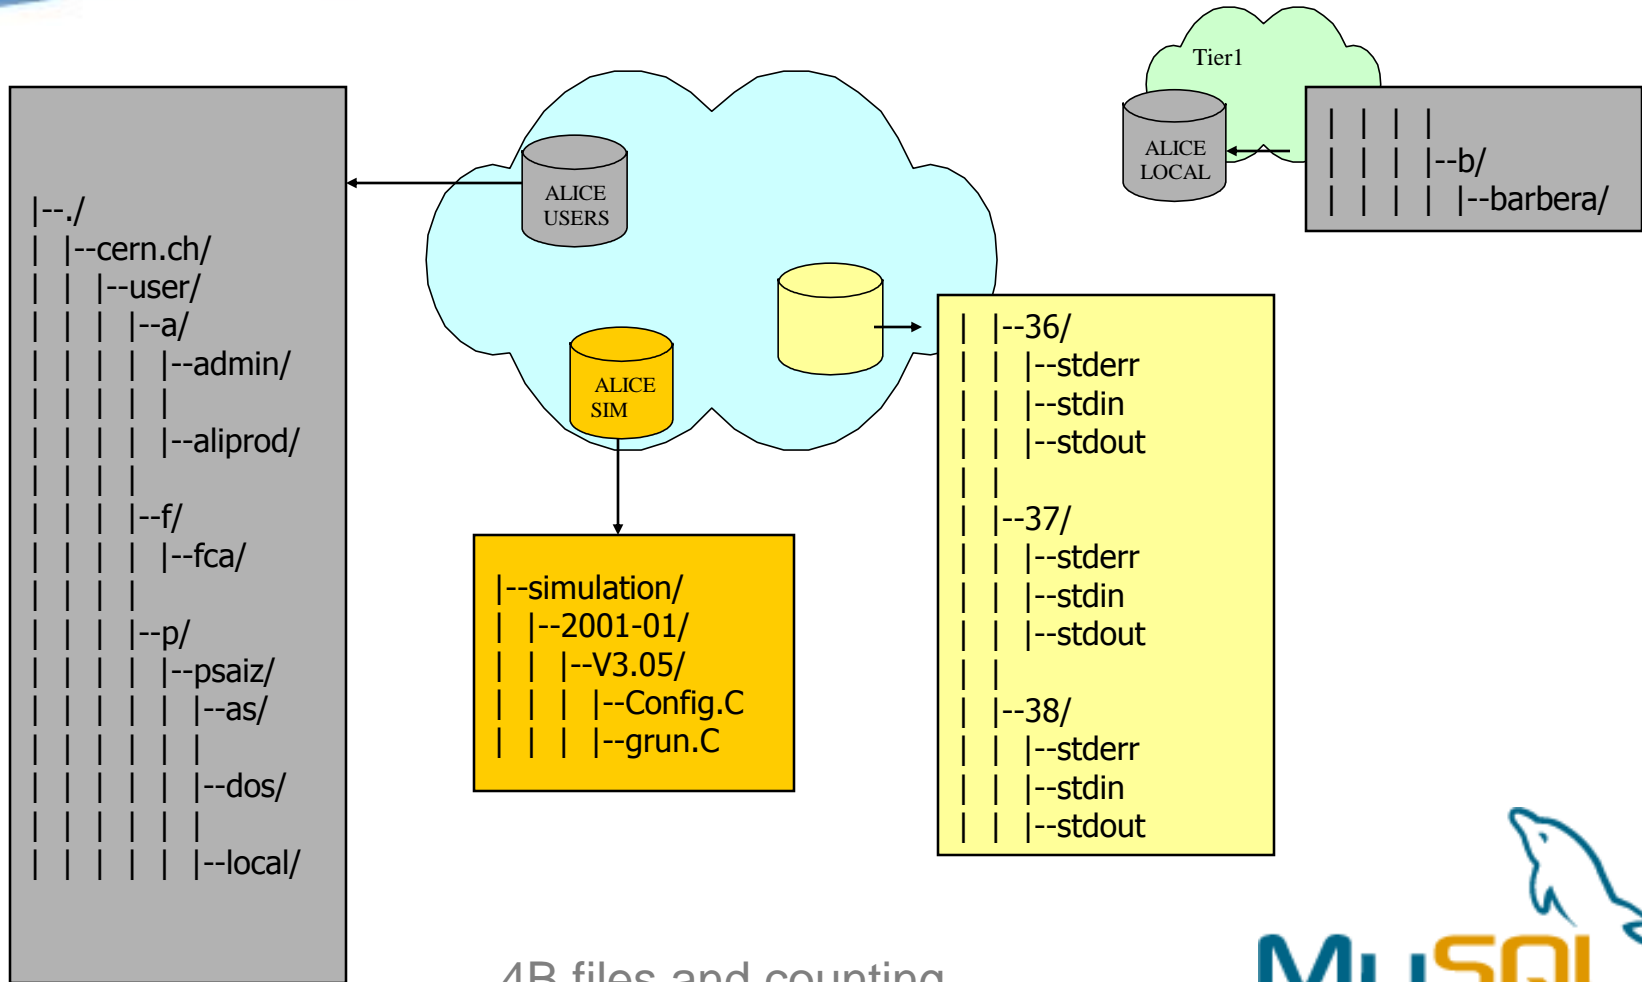 Tier1
ALICE
LOCAL
| | | |
| | | |--b/
| | | | |--barbera/
ALICE
USERS
ALICE
SIM
|--./
| |--cern.ch/
| | |--user/
| | | |--a/
| | | | |--admin/
| | | | |
| | | | |--aliprod/
| | | |
| | | |--f/
| | | | |--fca/
| | | |
| | | |--p/
| | | | |--psaiz/
| | | | | |--as/
| | | | | |
| | | | | |--dos/
| | | | | |
| | | | | |--local/
|--simulation/
| |--2001-01/
| | |--V3.05/
| | | |--Config.C
| | | |--grun.C
| |--36/
| | |--stderr
| | |--stdin
| | |--stdout
| |
| |--37/
| | |--stderr
| | |--stdin
| | |--stdout
| |
| |--38/
| | |--stderr
| | |--stdin
| | |--stdout
4B files and counting
MySQL